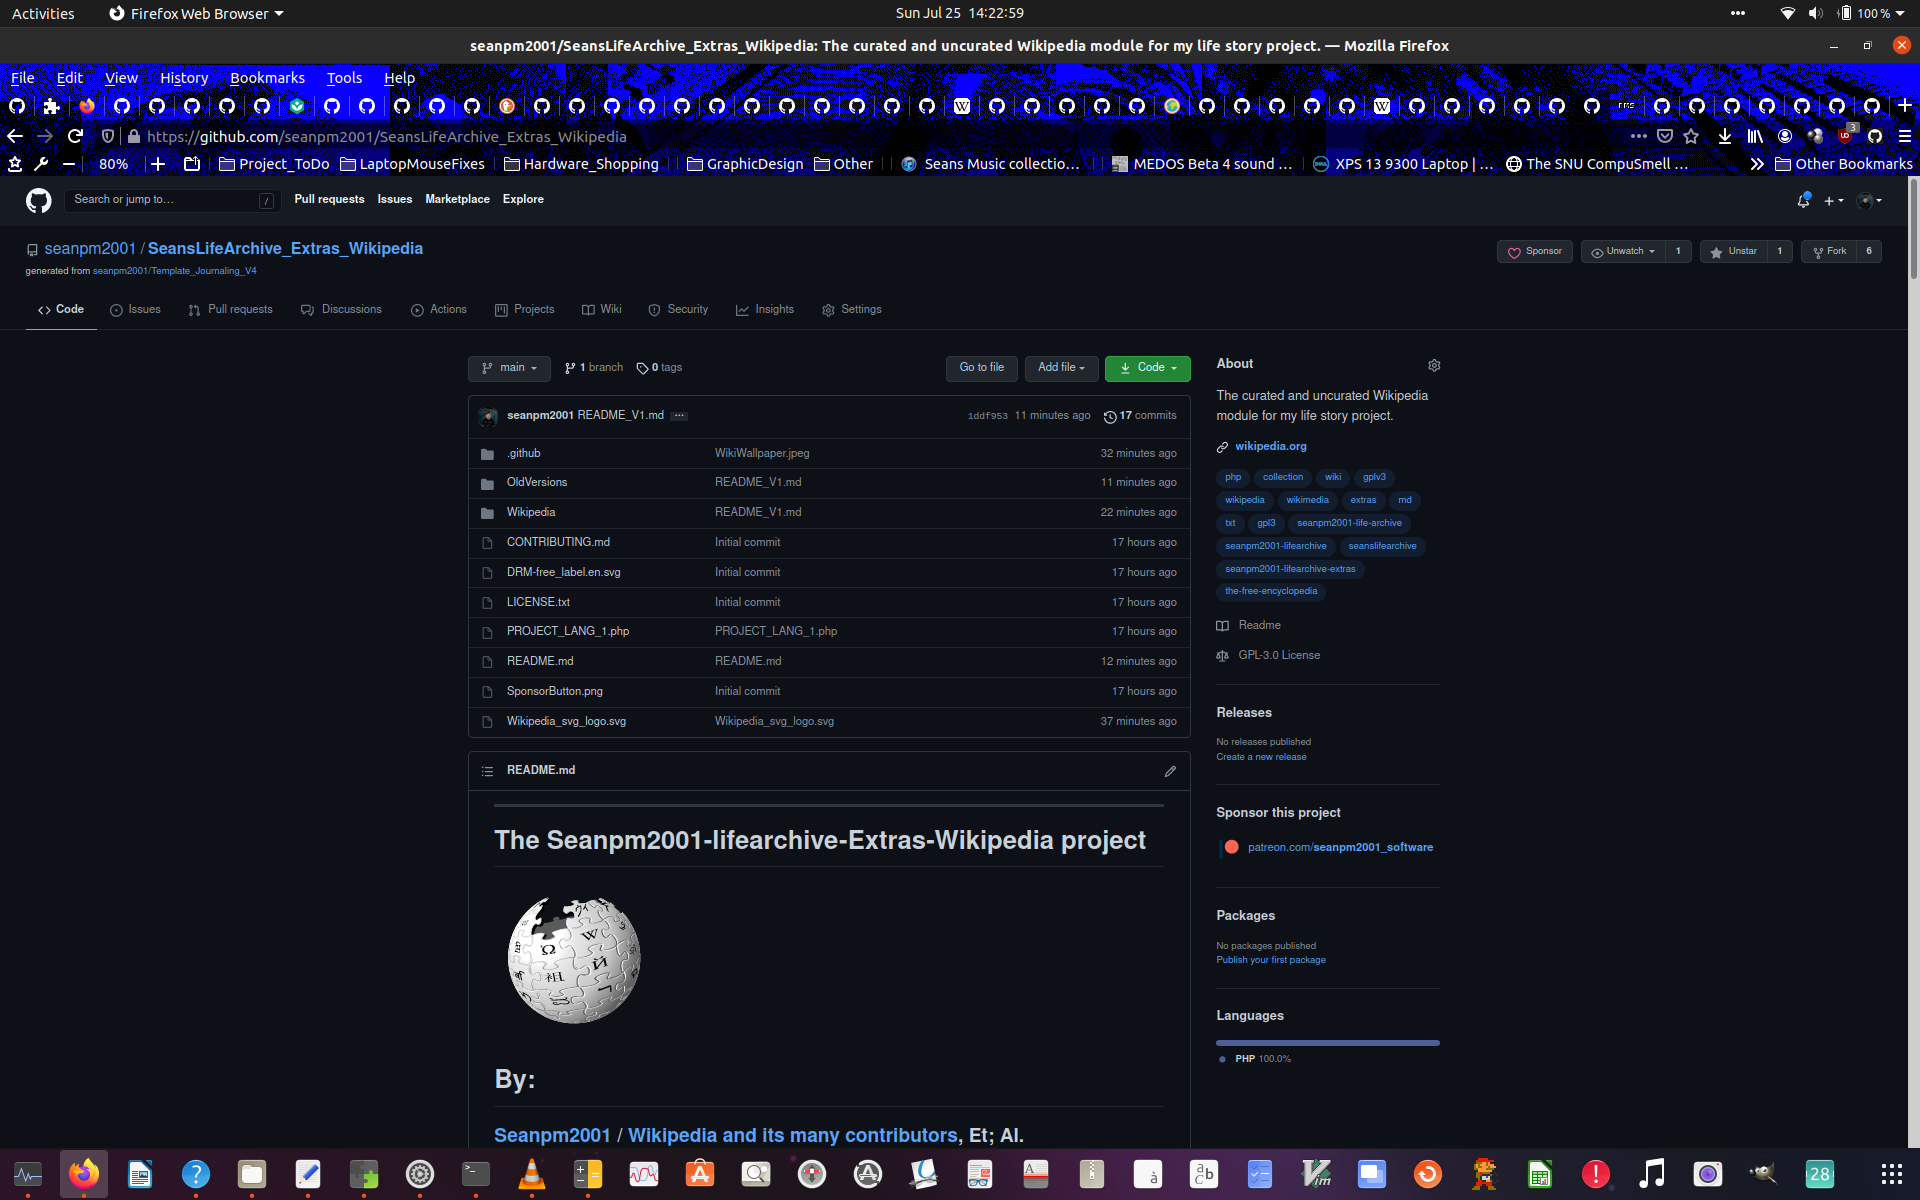 Activities Firefox Web Browser Sun Jul 25 14:22:59 100 %
seanpm2001/SeansLifeArchive_Extras_Wikipedia: The curated and uncurated Wikipedia module for my life story project. — Mozilla Firefox
File Edit View History Bookmarks Tools Help
https://github.com/seanpm2001/SeansLifeArchive_Extras_Wikipedia 3
80% Project_ToDo LaptopMouseFixes Hardware_Shopping GraphicDesign Other Seans Music collectio… MEDOS Beta 4 sound … XPS 13 9300 Laptop | … The SNU CompuSmell … Other Bookmarks
Search or jump to… / Pull requests Issues Marketplace Explore
seanpm2001 / SeansLifeArchive_Extras_Wikipedia Sponsor Unwatch 1 Unstar 1 Fork 6
generated from seanpm2001/Template_Journaling_V4
Code Issues Pull requests Discussions Actions Projects Wiki Security Insights Settings
main 1 branch 0 tags Go to file Add file Code
seanpm2001 README_V1.md … 1ddf953 11 minutes ago 17 commits
.github WikiWallpaper.jpeg 32 minutes ago
OldVersions README_V1.md 11 minutes ago
Wikipedia README_V1.md 22 minutes ago
CONTRIBUTING.md Initial commit 17 hours ago
DRM-free_label.en.svg Initial commit 17 hours ago
LICENSE.txt Initial commit 17 hours ago
PROJECT_LANG_1.php PROJECT_LANG_1.php 17 hours ago
README.md README.md 12 minutes ago
SponsorButton.png Initial commit 17 hours ago
Wikipedia_svg_logo.svg Wikipedia_svg_logo.svg 37 minutes ago
README.md
The Seanpm2001-lifearchive-Extras-Wikipedia project
Ω W И 祖
By:
Seanpm2001 / Wikipedia and its many contributors, Et; Al.
About
The curated and uncurated Wikipedia
module for my life story project.
wikipedia.org
php collection wiki gplv3
wikipedia wikimedia extras md
txt gpl3 seanpm2001-life-archive
seanpm2001-lifearchive seanslifearchive
seanpm2001-lifearchive-extras
the-free-encyclopedia
Readme
GPL-3.0 License
Releases
No releases published
Create a new release
Sponsor this project
patreon.com/seanpm2001_software
Packages
No packages published
Publish your first package
Languages
PHP 100.0%
28